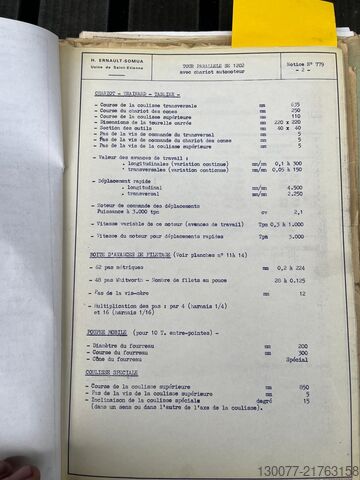 H. ERNAULT-SOMUA
Usine de Saint-Etienne
TOUR PARALLELE SN 1202
avec chariot automoteur
Notice N° 779
- 2 -
CHARIOT - TRAINARD - TABLIER -
- Course de la coulisse transversale mm 635
- Course du chariot des cones mm 250
- Course de la coulisse supérieure mm 110
- Dimensions de la tourelle carrée mm 220 x 220
- Section des outils mm 40 x 40
- Pas de la vis de commande du transversal mm 5
- Pas de la vis de commande du chariot des cones mm 5
- Pas de la vis de la coulisse supérieure mm 5
- Valeur des avances de travail :
. longitudinales (variation continue) mm/mn 0,1 à 300
. transversales (variation continue) mm/mn 0,05 à 150
- Déplacement rapide
. longitudinal mm/mn 4.500
. transversal mm/mn 2.250
- Moteur de commande des déplacements
Puissance à 3.000 tpm cv 2,1
- Vitesse variable de ce moteur (avances de travail) Tpm 0,3 à 1.000
- Vitesse du moteur pour déplacements rapides Tpm 3.000
BOITE D'AVANCES DE FILETAGE (Voir planches n° 11 à 14)
- 62 pas métriques mm 0,2 à 224
- 48 pas Whitworth - Nombre de filets au pouce 28 à 0.125
- Pas de la vis-mère mm 12
- Multiplication des pas : par 4 (harnais 1/4)
et 16 (harnais 1/16)
POUPEE MOBILE (pour 10 T. entre-pointes) -
- Diamètre du fourreau mm 200
- Course du fourreau mm 300
- Cône du fourreau Spécial
COULISSE SPECIALE
- Course de la coulisse supérieure mm 850
- Pas de la vis de la coulisse supérieure mm 5
- Inclinaison de la coulisse spéciale degré 15
(dans un sens ou dans l'autre de l'axe de la coulisse).
130077-21763158